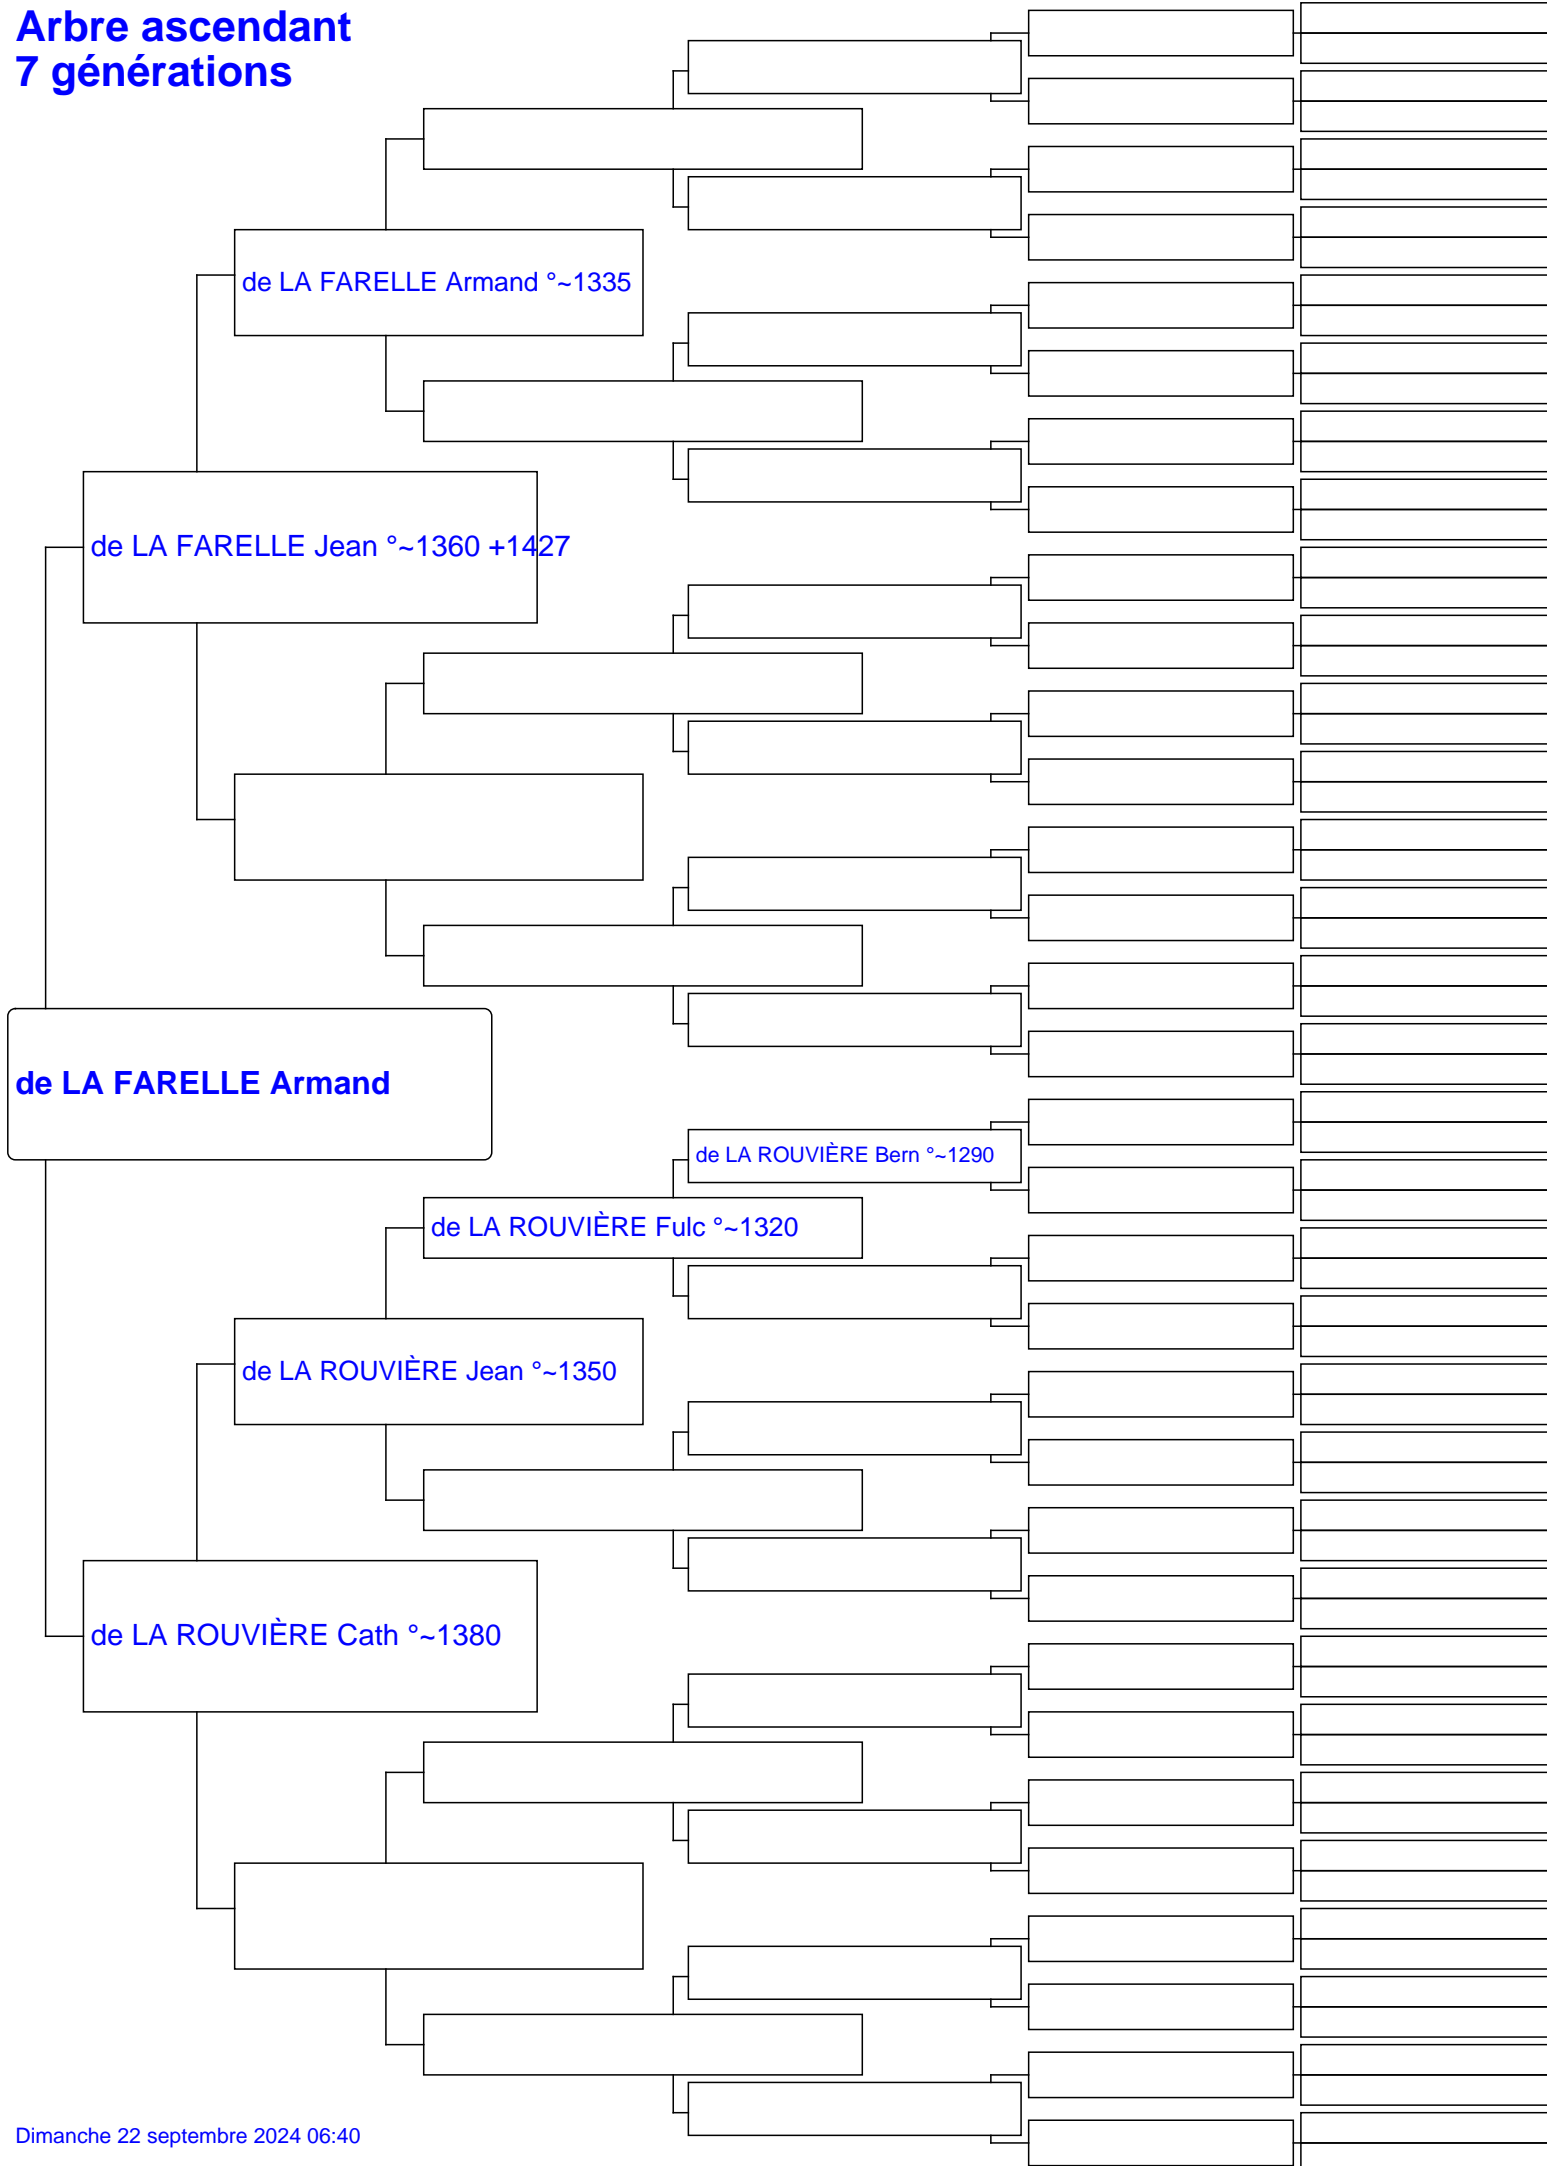 Arbre ascendant
7 générations
de LA FARELLE Armand °~1335
de LA FARELLE Jean °~1360 +1427
de LA FARELLE Armand
de LA ROUVIÈRE Bern °~1290
de LA ROUVIÈRE Fulc °~1320
de LA ROUVIÈRE Jean °~1350
de LA ROUVIÈRE Cath °~1380
Dimanche 22 septembre 2024 06:40